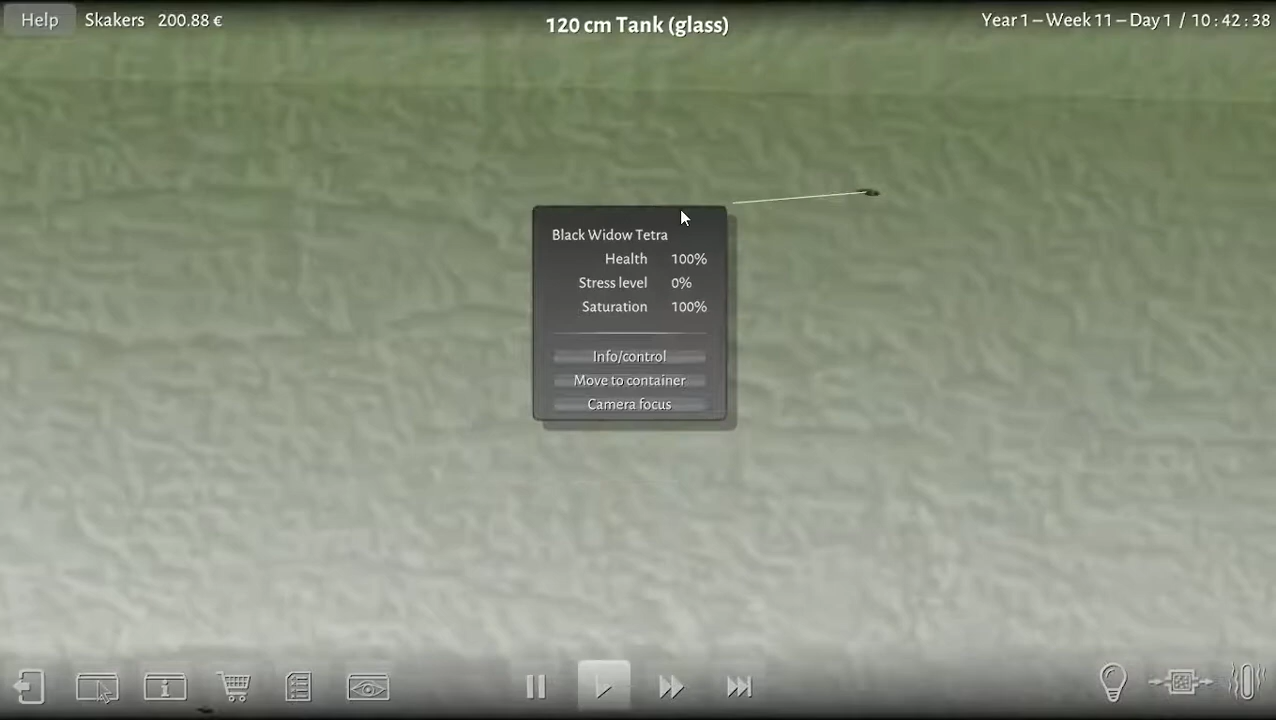 Help Skakers 200.88 € 120 cm Tank (glass) Year 1 – Week 11 – Day 1 / 10 : 42 : 38
Black Widow Tetra
Health 100%
Stress level 0%
Saturation 100%
Info/control
Move to container
Camera focus